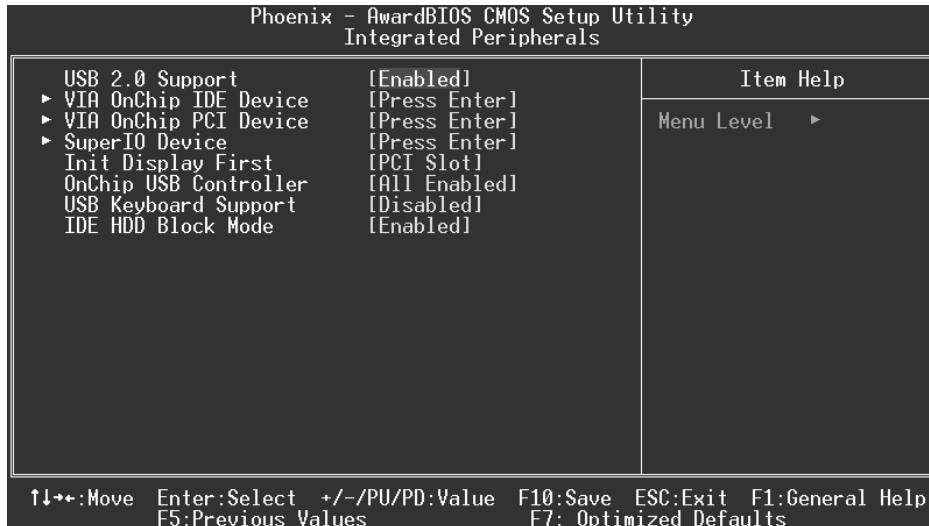 Phoenix - AwardBIOS CMOS Setup Utility
Integrated Peripherals
USB 2.0 Support [Enabled]
► VIA OnChip IDE Device [Press Enter]
► VIA OnChip PCI Device [Press Enter]
► SuperIO Device [Press Enter]
Init Display First [PCI Slot]
OnChip USB Controller [All Enabled]
USB Keyboard Support [Disabled]
IDE HDD Block Mode [Enabled]
Item Help
Menu Level ►
↑↓→←:Move Enter:Select +/-/PU/PD:Value F10:Save ESC:Exit F1:General Help
F5:Previous Values F7: Optimized Defaults